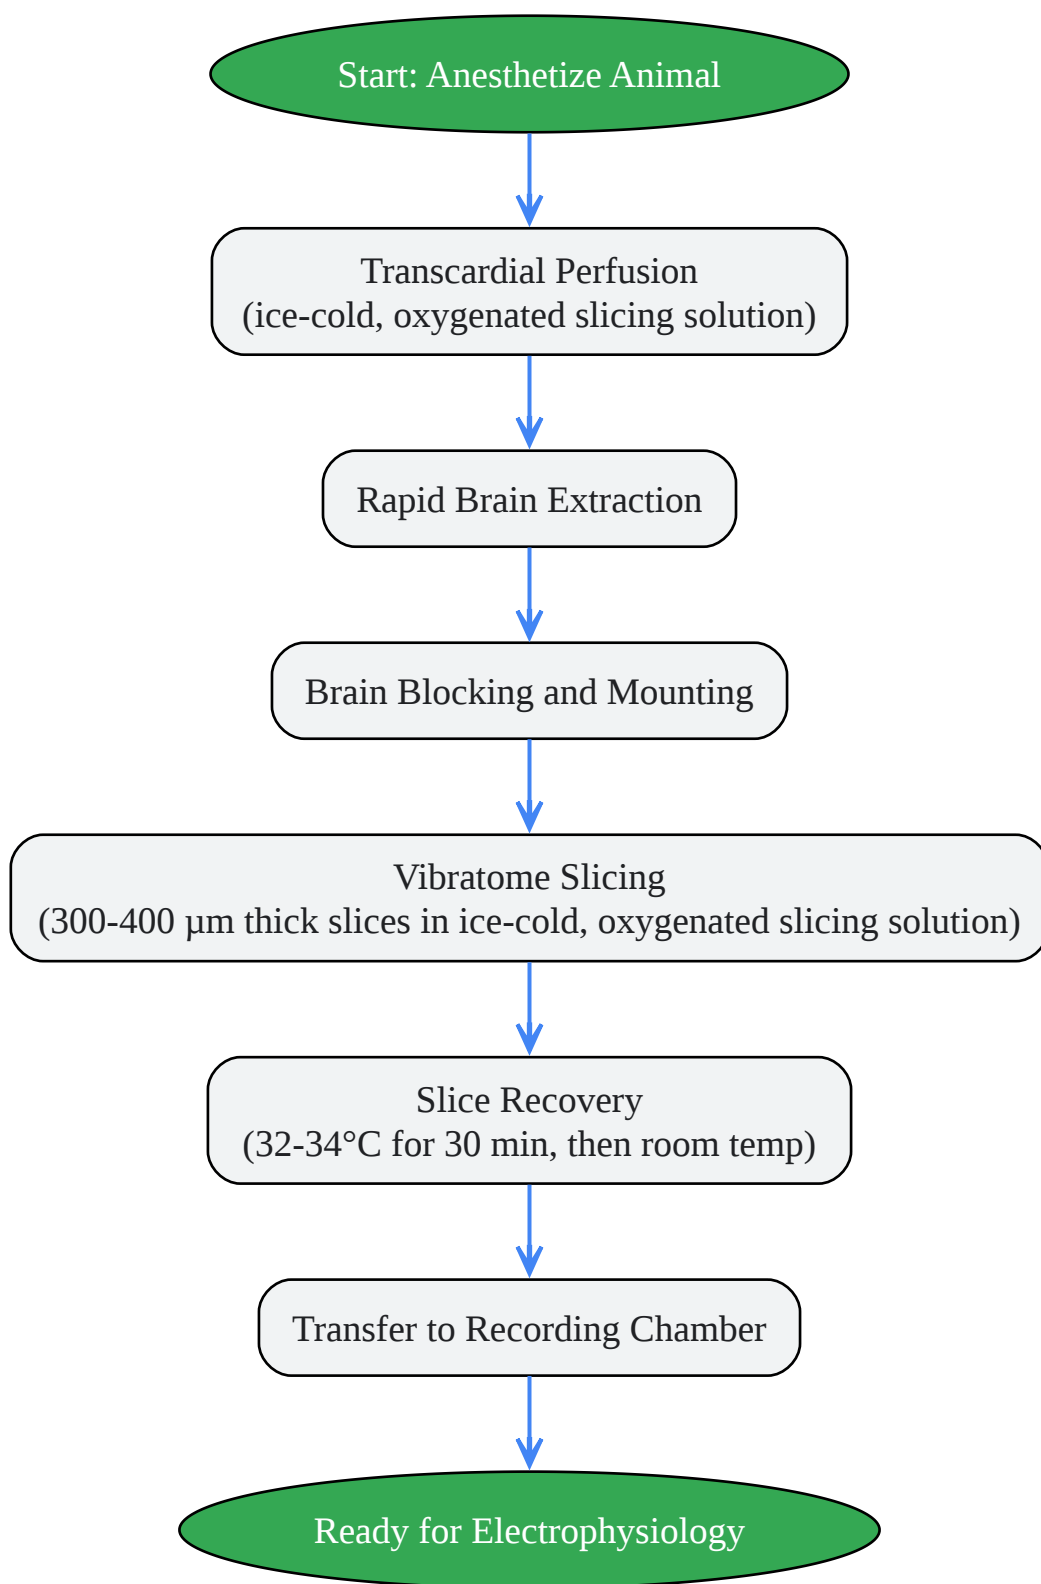 Start: Anesthetize Animal
Transcardial Perfusion
(ice-cold, oxygenated slicing solution)
Rapid Brain Extraction
Brain Blocking and Mounting
Vibratome Slicing
(300-400 µm thick slices in ice-cold, oxygenated slicing solution)
Slice Recovery
(32-34°C for 30 min, then room temp)
Transfer to Recording Chamber
Ready for Electrophysiology